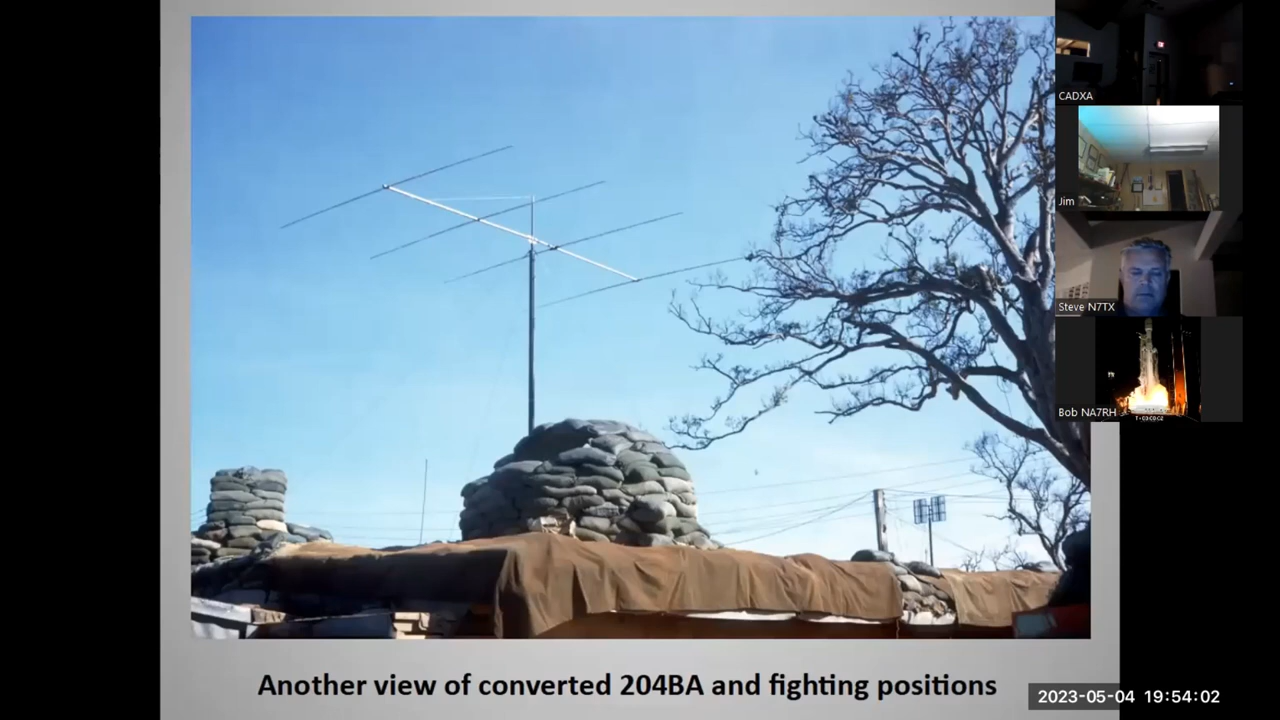 CADXA
Jim
Steve N7TX
Bob NA7RH
Another view of converted 204BA and fighting positions
2023-05-04 19:54:02